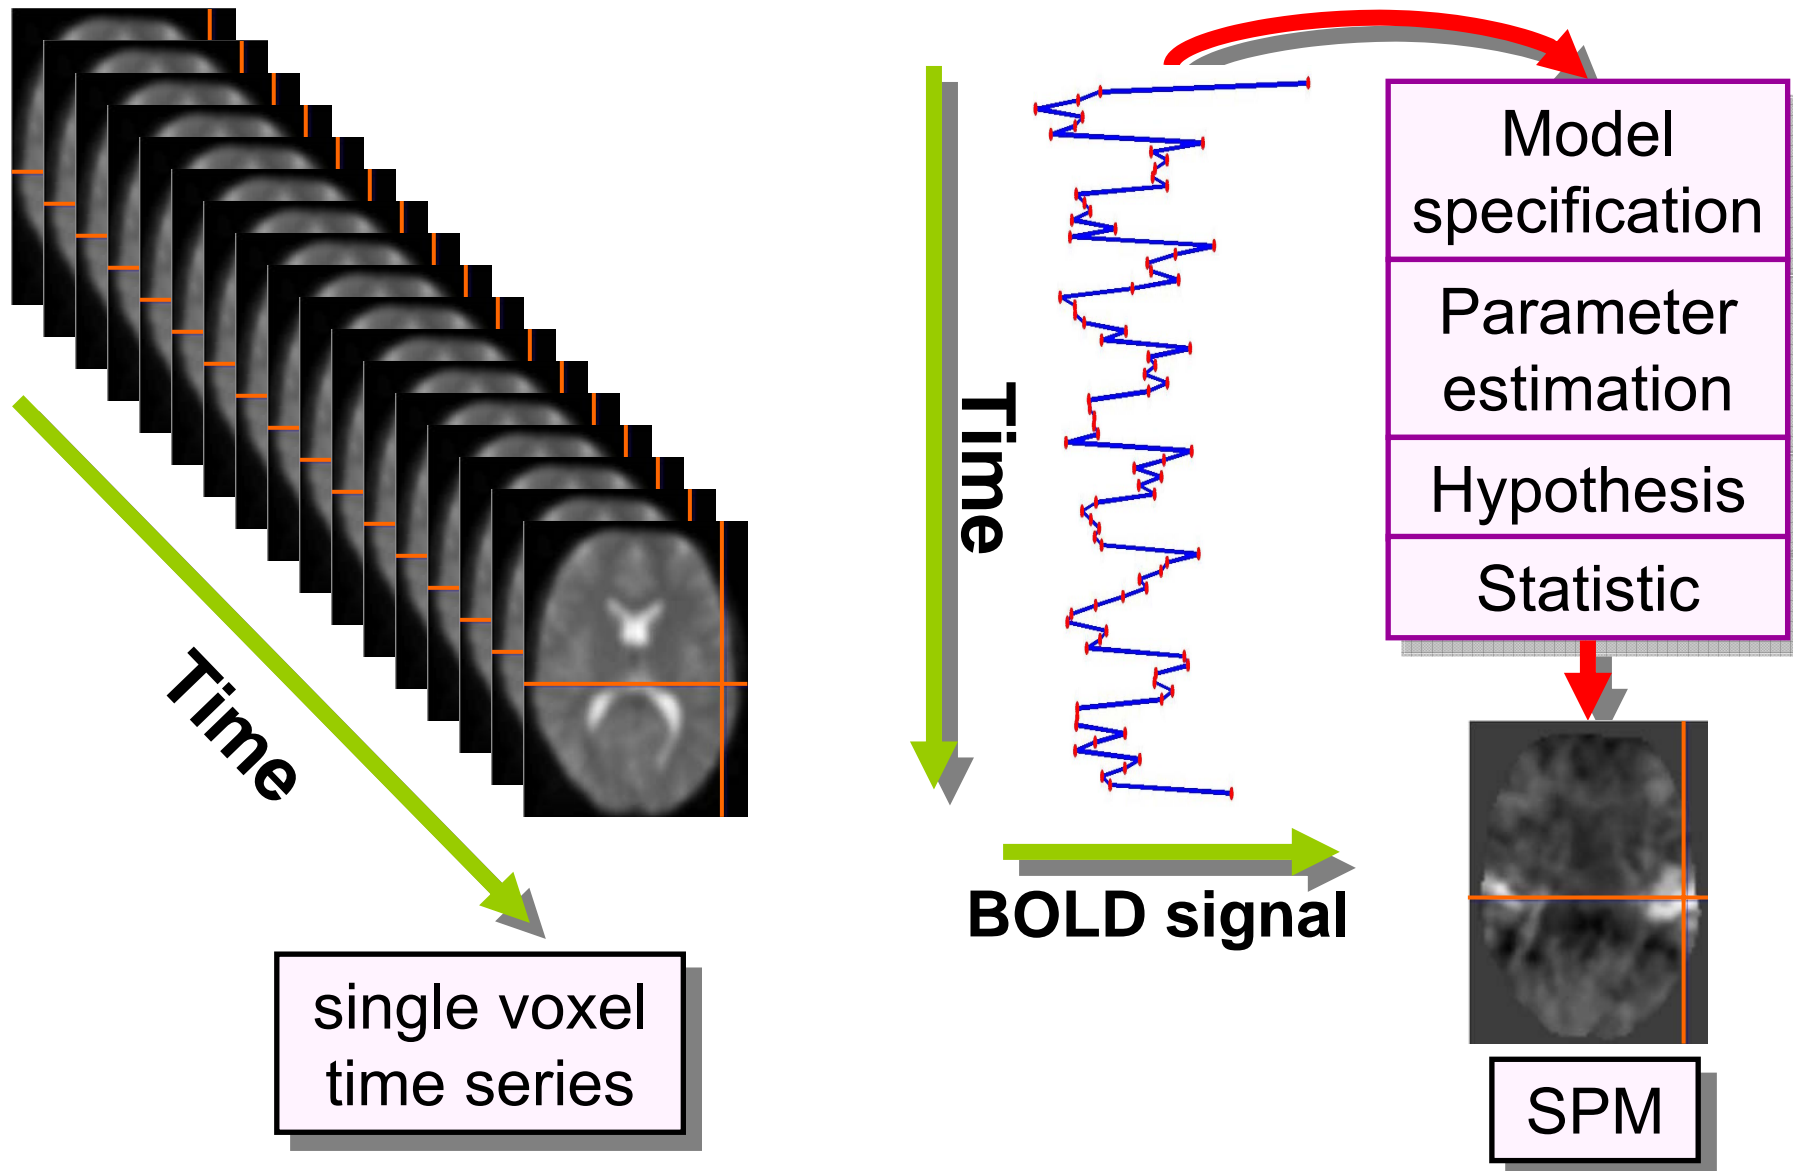 Time
single voxel
time series
Time
BOLD signal
Model
specification
Parameter
estimation
Hypothesis
Statistic
SPM